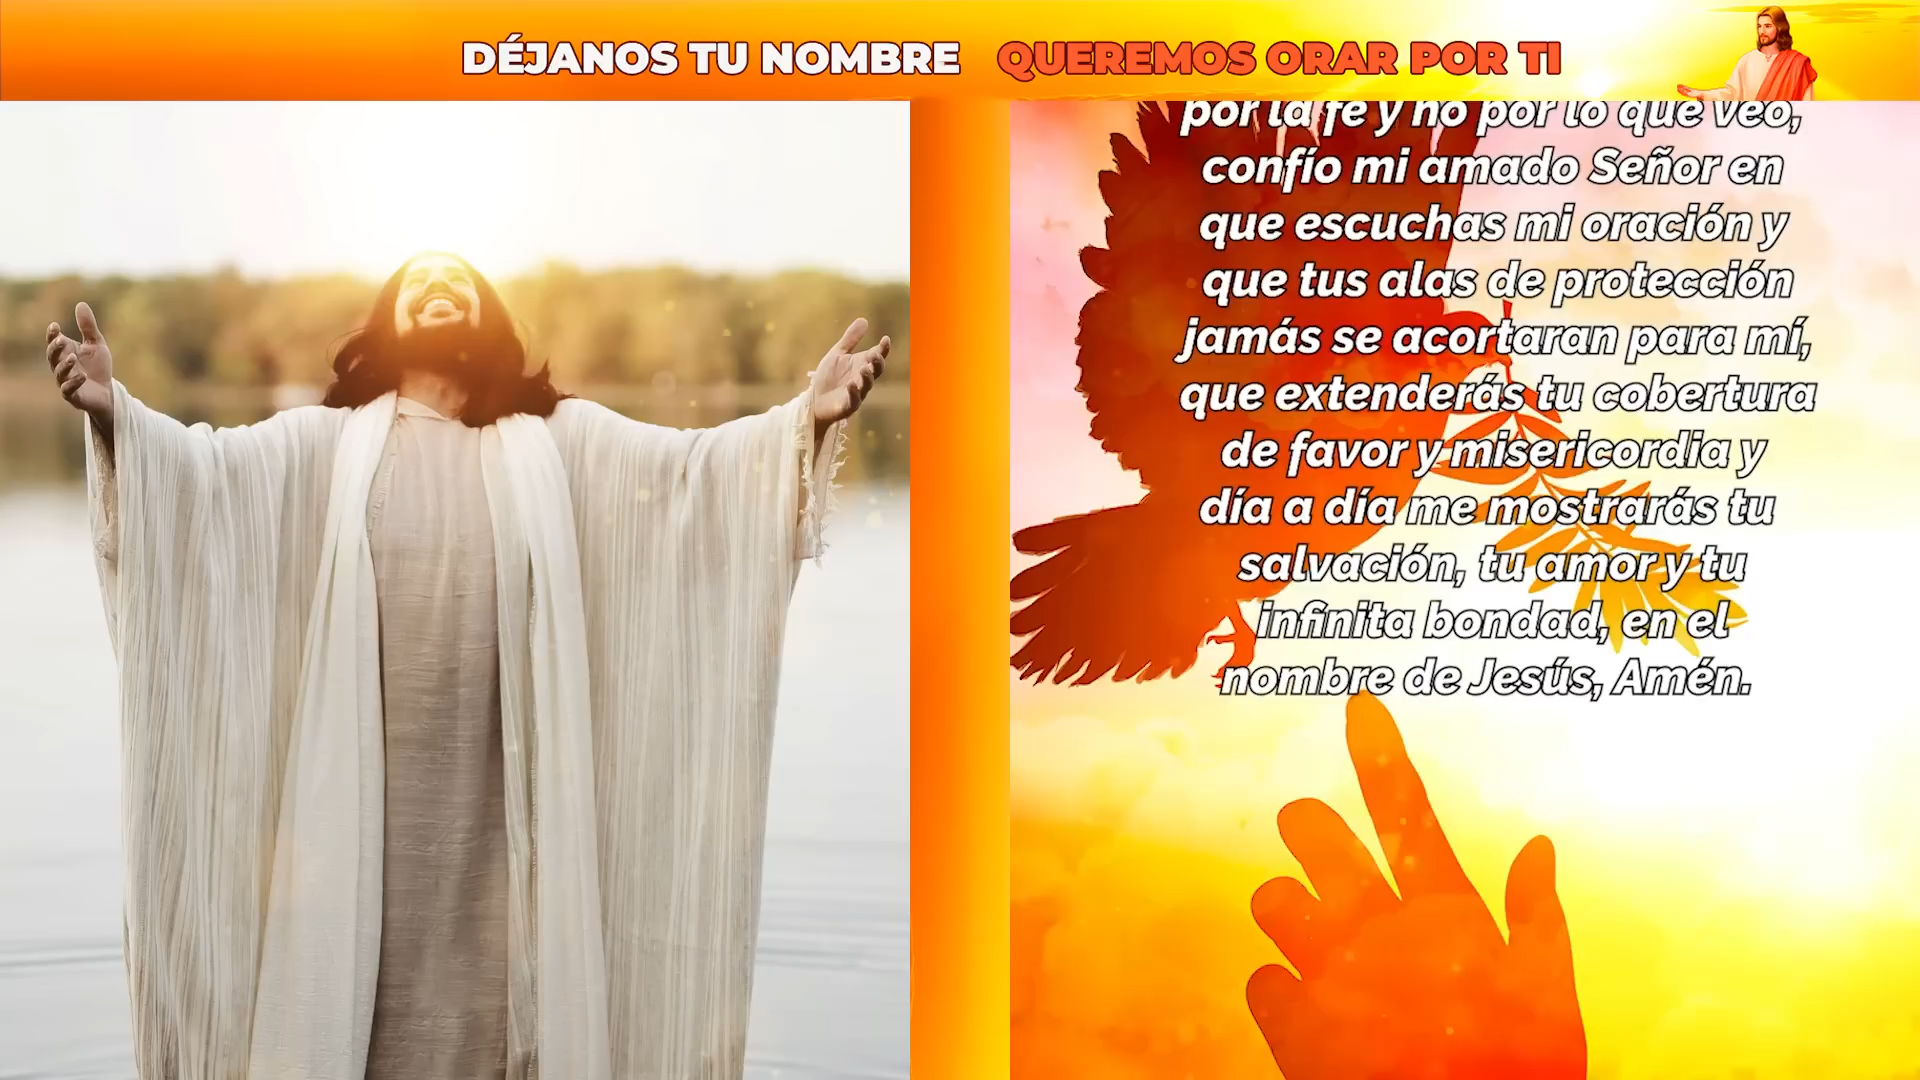 DÉJANOS TU NOMBRE QUEREMOS ORAR POR TI
por la fe y no por lo que veo,
confío mi amado Señor en
que escuchas mi oración y
que tus alas de protección
jamás se acortaran para mí,
que extenderás tu cobertura
de favor y misericordia y
día a día me mostrarás tu
salvación, tu amor y tu
infinita bondad, en el
nombre de Jesús, Amén.